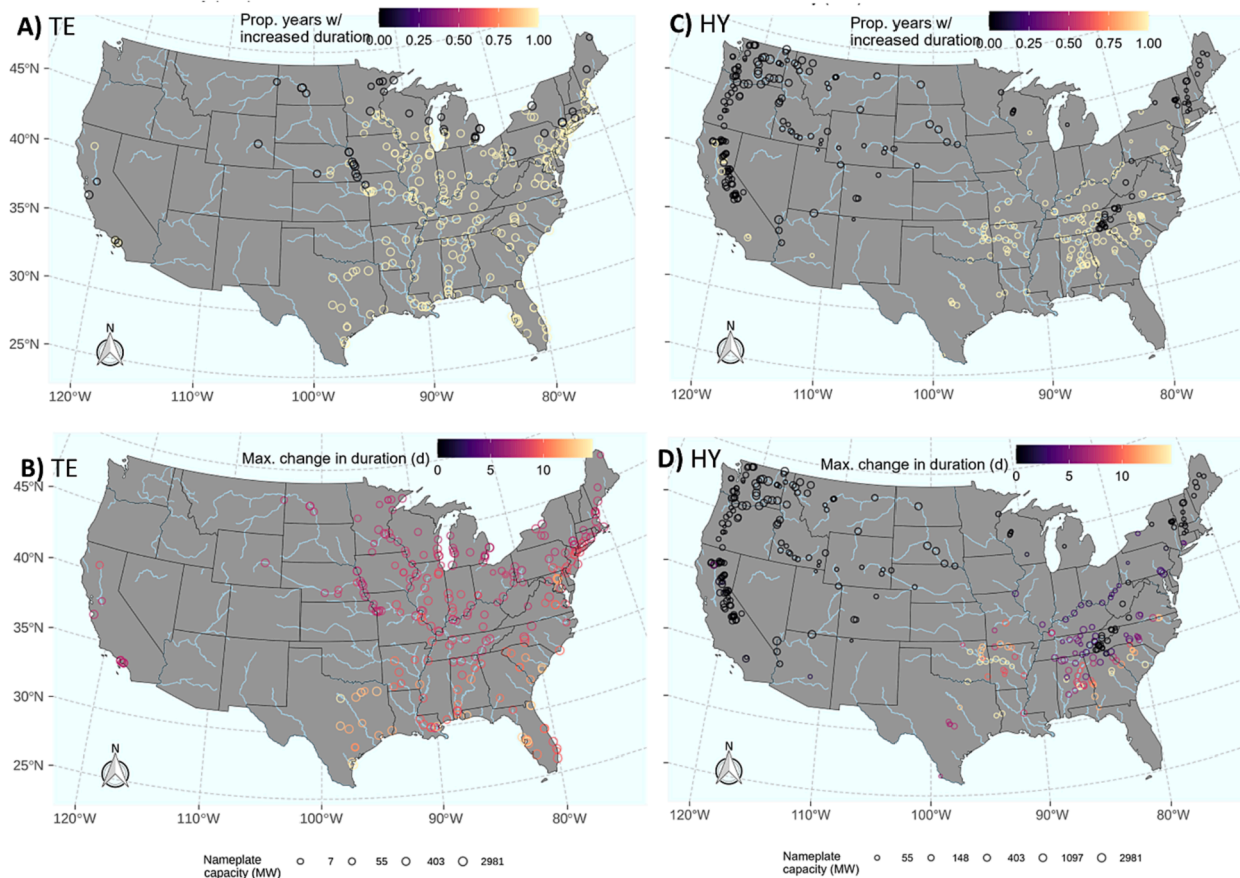 A) TE
Prop. years w/
increased duration
0.00 0.25 0.50 0.75 1.00
45°N
40°N
35°N
30°N
25°N
N
120°W 110°W 100°W 90°W 80°W
C) HY
Prop. years w/
increased duration
0.00 0.25 0.50 0.75 1.00
45°N
40°N
35°N
30°N
25°N
N
120°W 110°W 100°W 90°W 80°W
B) TE
Max. change in duration (d)
0 5 10
45°N
40°N
35°N
30°N
25°N
N
120°W 110°W 100°W 90°W 80°W
Nameplate
capacity (MW)
7 55 403 2981
D) HY
Max. change in duration (d)
0 5 10
45°N
40°N
35°N
30°N
25°N
N
120°W 110°W 100°W 90°W 80°W
Nameplate
capacity (MW)
55 148 403 1097 2981